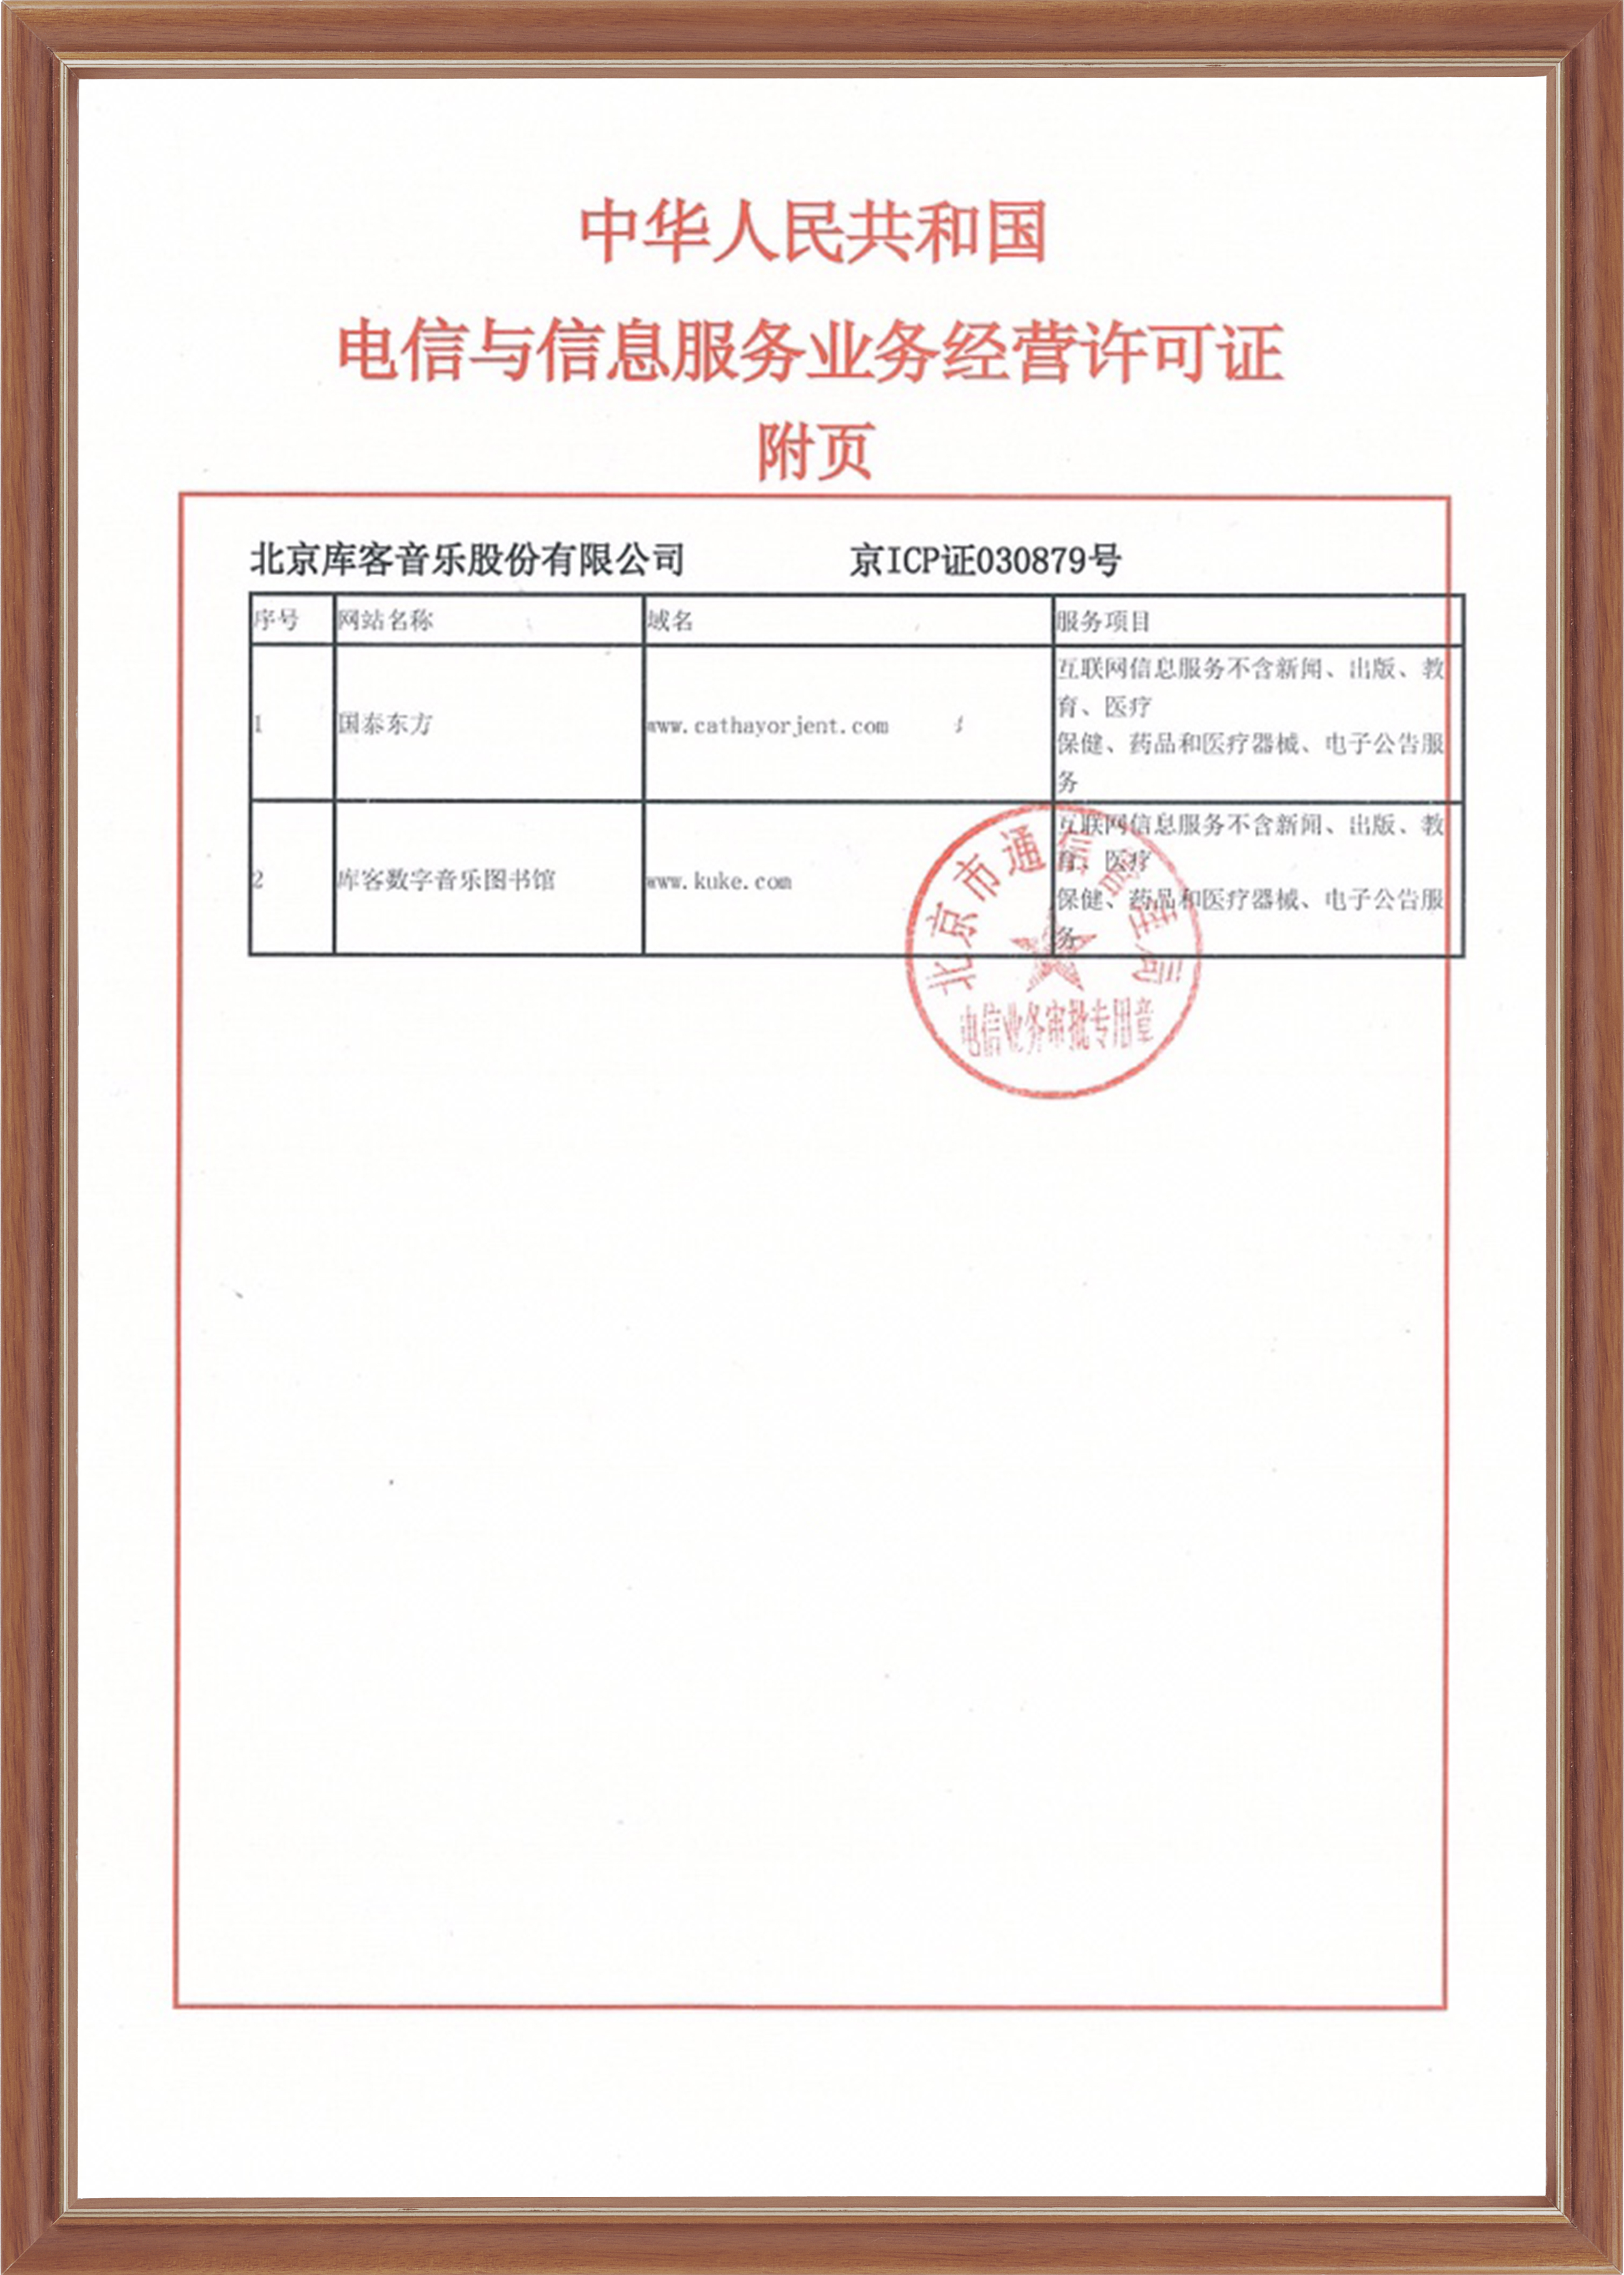 中华人民共和国
电信与信息服务业务经营许可证
附页
北京库客音乐股份有限公司 京ICP证030879号
序号 网站名称 域名 服务项目
1 国泰东方 www.cathayorjent.com 互联网信息服务不含新闻、出版、教
育、医疗
保健、药品和医疗器械、电子公告服
务
2 库客数字音乐图书馆 www.kuke.com 互联网信息服务不含新闻、出版、教
育、医疗
保健、药品和医疗器械、电子公告服
务
北京市通信管理局
电信业务审批专用章